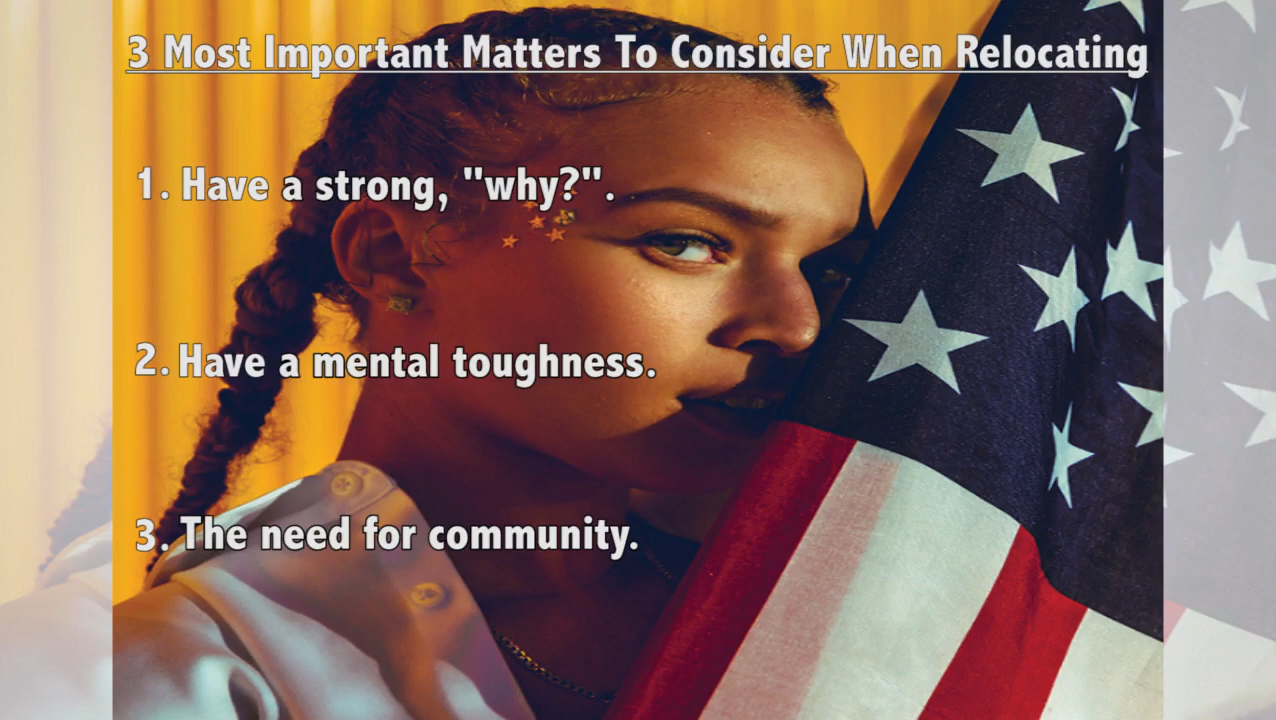 3 Most Important Matters To Consider When Relocating
1. Have a strong, "why?".
2. Have a mental toughness.
3. The need for community.